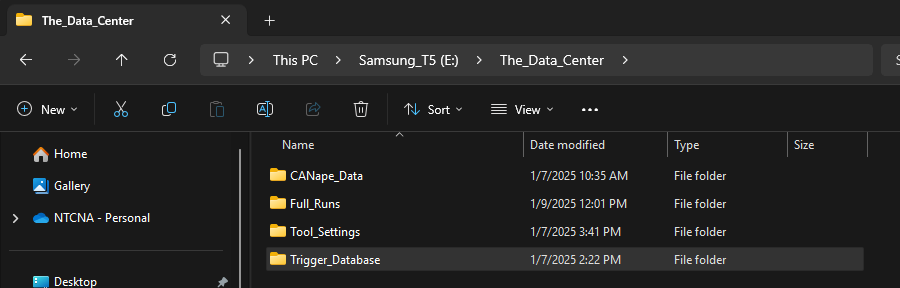 The_Data_Center
This PC > Samsung_T5 (E:) > The_Data_Center >
New Sort View
Name Date modified Type Size
Home
Gallery
NTCNA - Personal
Desktop
CANape_Data 1/7/2025 10:35 AM File folder
Full_Runs 1/9/2025 12:01 PM File folder
Tool_Settings 1/7/2025 3:41 PM File folder
Trigger_Database 1/7/2025 2:22 PM File folder